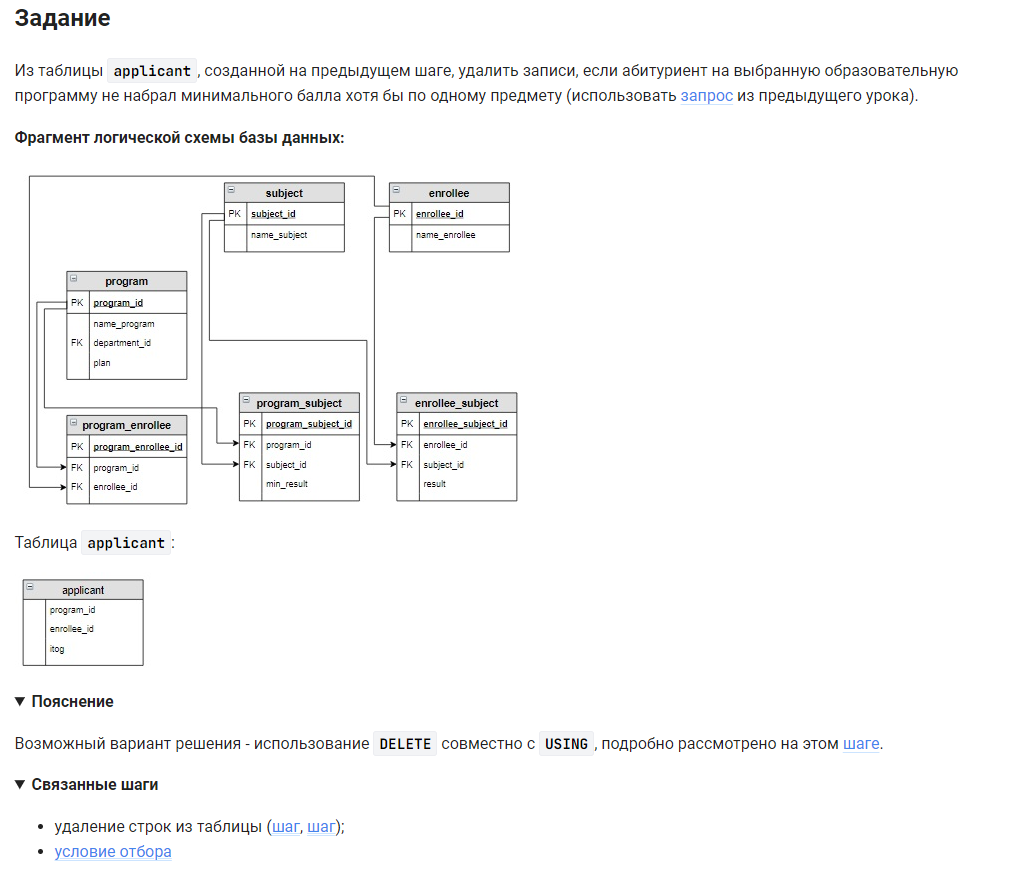 Задание
Из таблицы applicant, созданной на предыдущем шаге, удалить записи, если абитуриент на выбранную образовательную
программу не набрал минимального балла хотя бы по одному предмету (использовать запрос из предыдущего урока).
Фрагмент логической схемы базы данных:
subject
PK subject_id
name_subject
enrollee
PK enrollee_id
name_enrollee
program
PK program_id
name_program
FK department_id
plan
program_enrollee
PK program_enrollee_id
FK program_id
FK enrollee_id
program_subject
PK program_subject_id
FK program_id
FK subject_id
min_result
enrollee_subject
PK enrollee_subject_id
FK enrollee_id
FK subject_id
result
Таблица applicant:
applicant
program_id
enrollee_id
itog
▼ Пояснение
Возможный вариант решения - использование DELETE совместно с USING, подробно рассмотрено на этом шаге.
▼ Связанные шаги
• удаление строк из таблицы (шаг, шаг);
• условие отбора